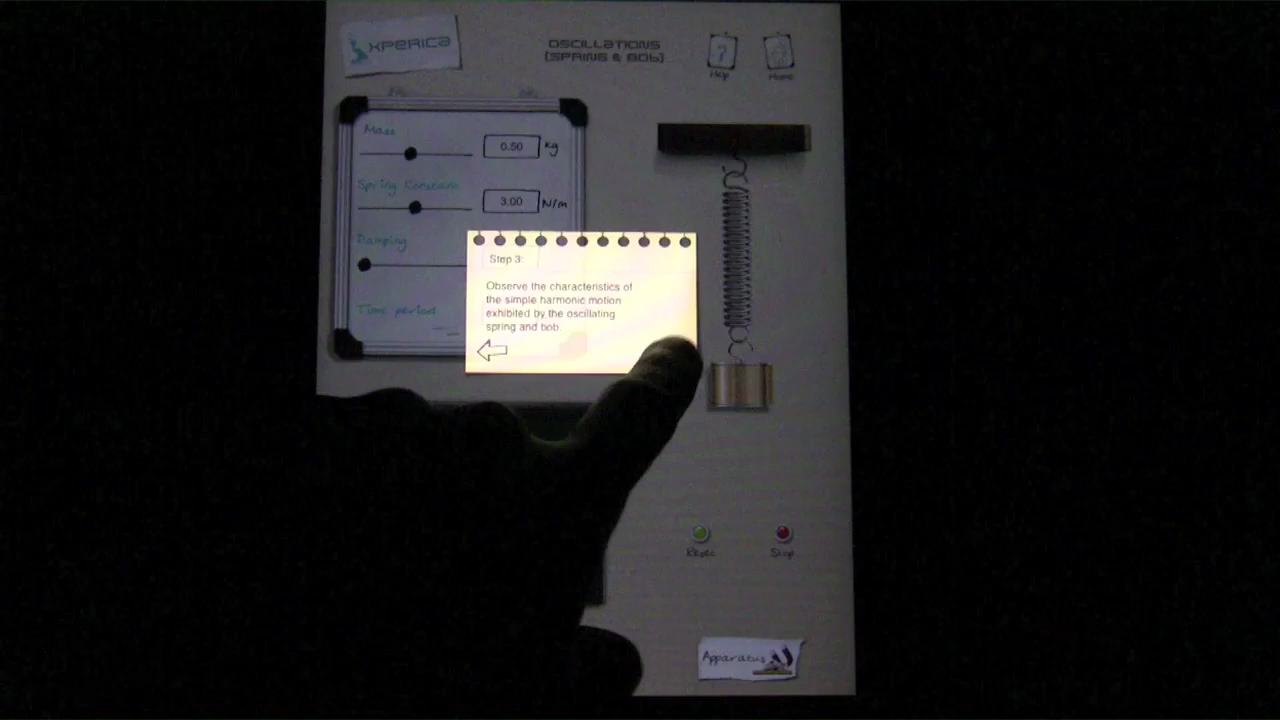 XPERICA
OSCILLATIONS
(SPRING & BOB)
Help
Home
Mass
0.50 kg
Spring Constant
3.00 N/m
Damping
Time period
Step 3:
Observe the characteristics of
the simple harmonic motion
exhibited by the oscillating
spring and bob.
Reset
Stop
Apparatus